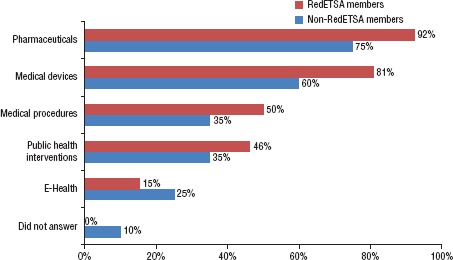 RedETSA members
Non-RedETSA members
Pharmaceuticals
92%
75%
Medical devices
81%
60%
Medical procedures
50%
35%
Public health
interventions
46%
35%
E-Health
15%
25%
Did not answer
0%
10%
0% 20% 40% 60% 80% 100%